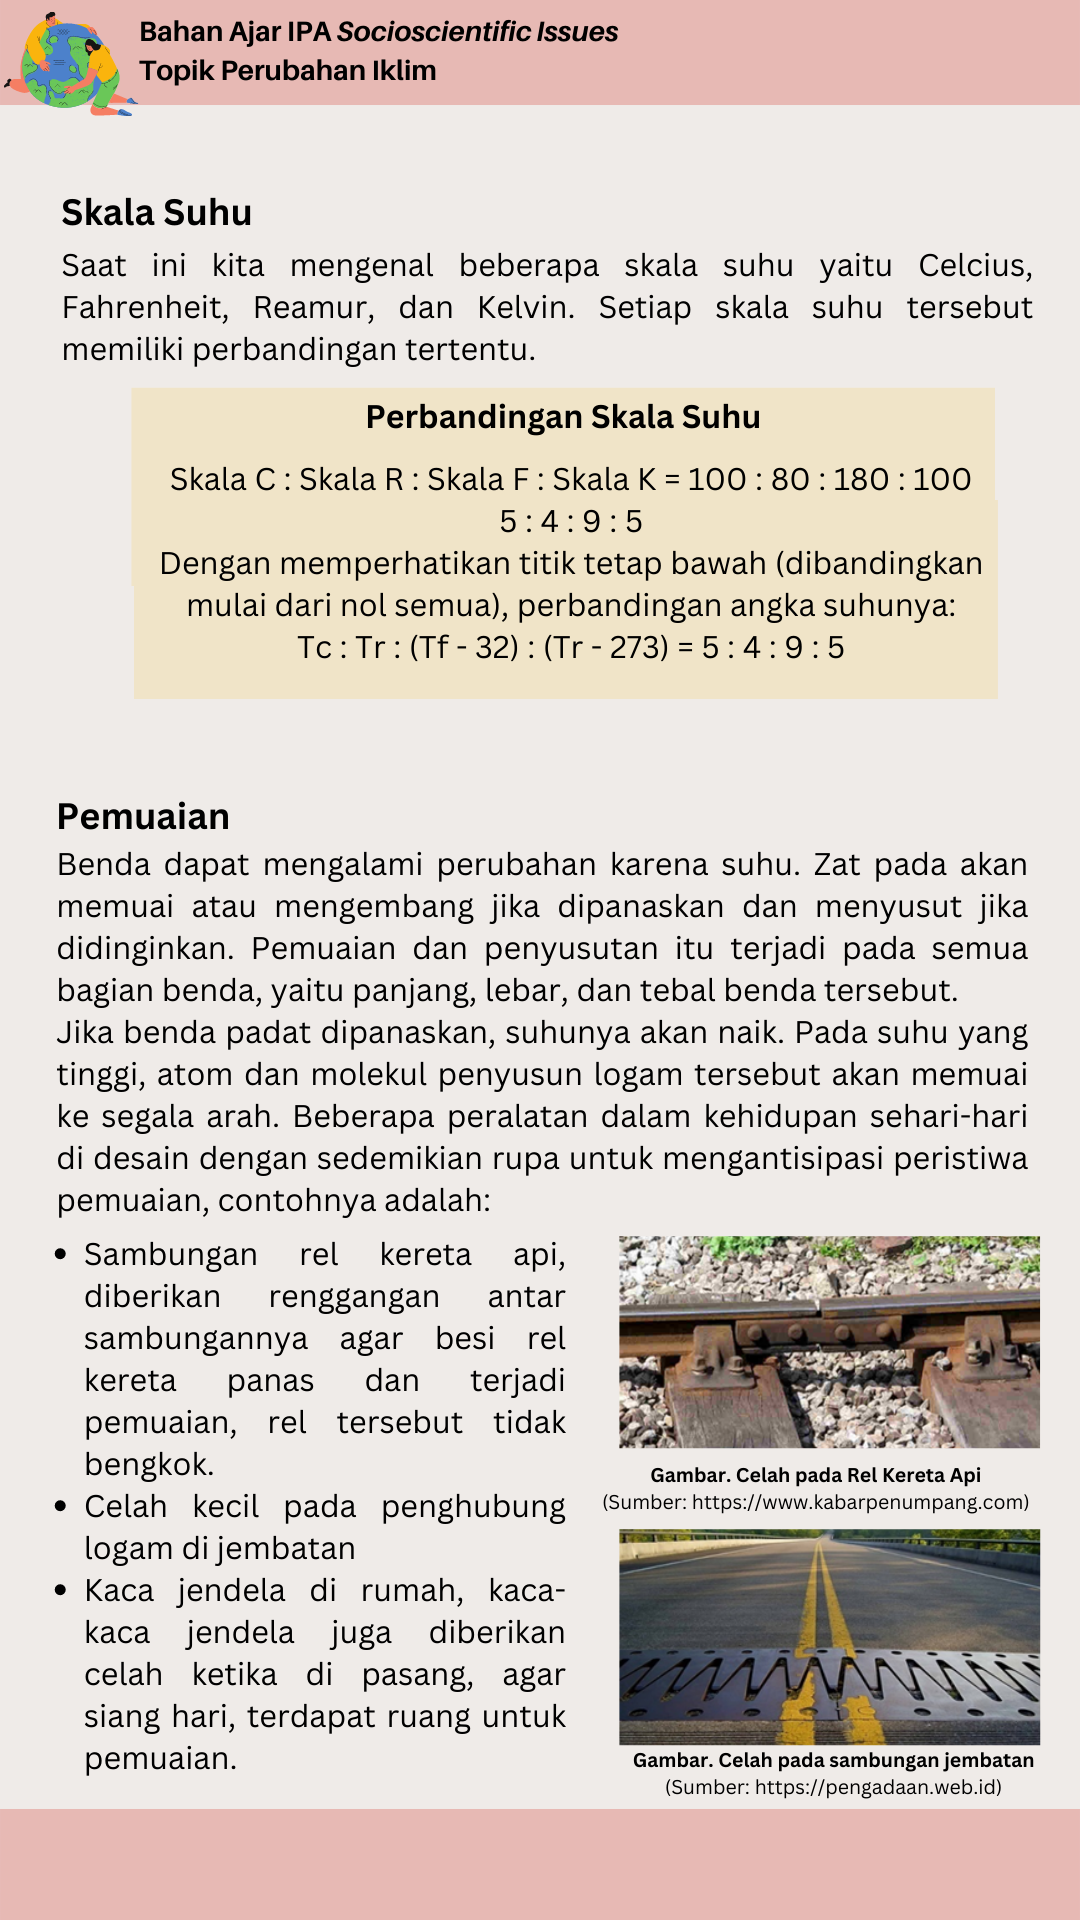 Bahan Ajar IPA Socioscientific Issues
Topik Perubahan Iklim
Skala Suhu
Saat ini kita mengenal beberapa skala suhu yaitu Celcius,
Fahrenheit, Reamur, dan Kelvin. Setiap skala suhu tersebut
memiliki perbandingan tertentu.
Perbandingan Skala Suhu
Skala C : Skala R : Skala F : Skala K = 100 : 80 : 180 : 100
5 : 4 : 9 : 5
Dengan memperhatikan titik tetap bawah (dibandingkan
mulai dari nol semua), perbandingan angka suhunya:
Tc : Tr : (Tf - 32) : (Tr - 273) = 5 : 4 : 9 : 5
Pemuaian
Benda dapat mengalami perubahan karena suhu. Zat pada akan
memuai atau mengembang jika dipanaskan dan menyusut jika
didinginkan. Pemuaian dan penyusutan itu terjadi pada semua
bagian benda, yaitu panjang, lebar, dan tebal benda tersebut.
Jika benda padat dipanaskan, suhunya akan naik. Pada suhu yang
tinggi, atom dan molekul penyusun logam tersebut akan memuai
ke segala arah. Beberapa peralatan dalam kehidupan sehari-hari
di desain dengan sedemikian rupa untuk mengantisipasi peristiwa
pemuaian, contohnya adalah:
• Sambungan rel kereta api,
diberikan renggangan antar
sambungannya agar besi rel
kereta panas dan terjadi
pemuaian, rel tersebut tidak
bengkok.
• Celah kecil pada penghubung
logam di jembatan
• Kaca jendela di rumah, kaca-
kaca jendela juga diberikan
celah ketika di pasang, agar
siang hari, terdapat ruang untuk
pemuaian.
Gambar. Celah pada Rel Kereta Api
(Sumber: https://www.kabarpenumpang.com)
Gambar. Celah pada sambungan jembatan
(Sumber: https://pengadaan.web.id)